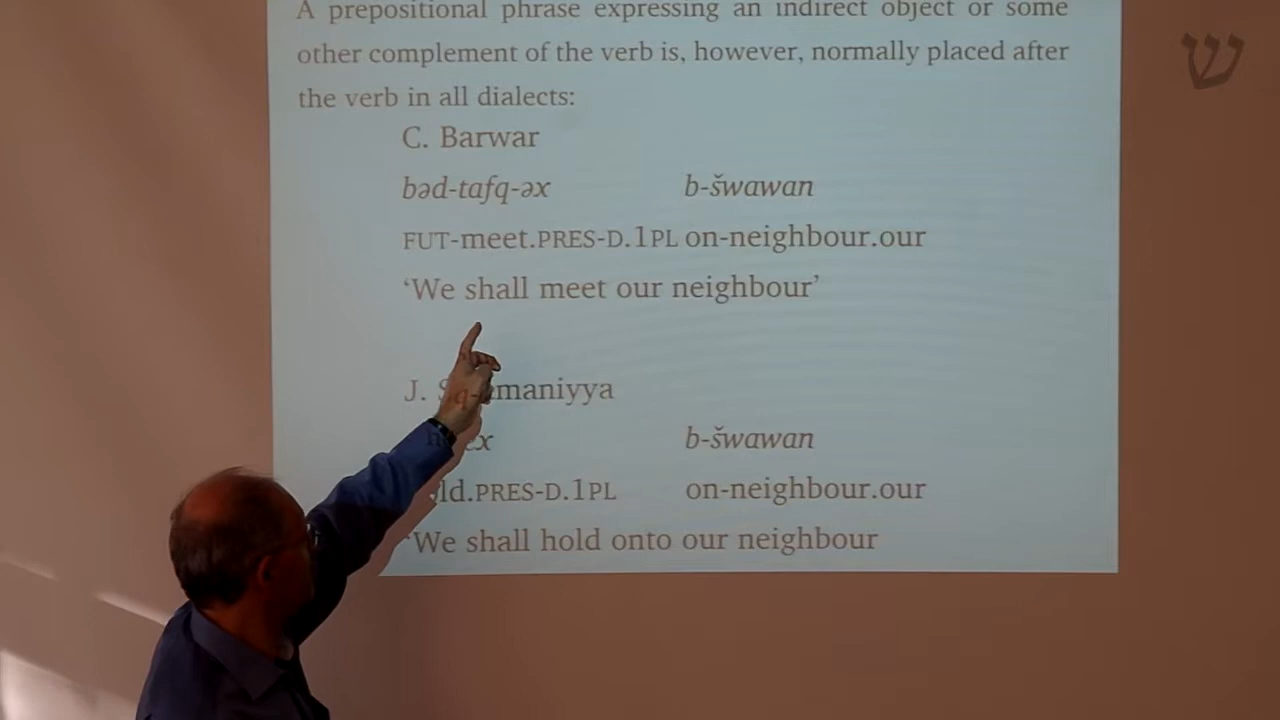 A prepositional phrase expressing an indirect object or some
other complement of the verb is, however, normally placed after
the verb in all dialects:
C. Barwar
bəd-tafq-əx b-šwawan
FUT-meet.PRES-D.1PL on-neighbour.our
‘We shall meet our neighbour’
J.
b-šwawan
PRES-D.1PL on-neighbour.our
‘We shall hold onto our neighbour
ש